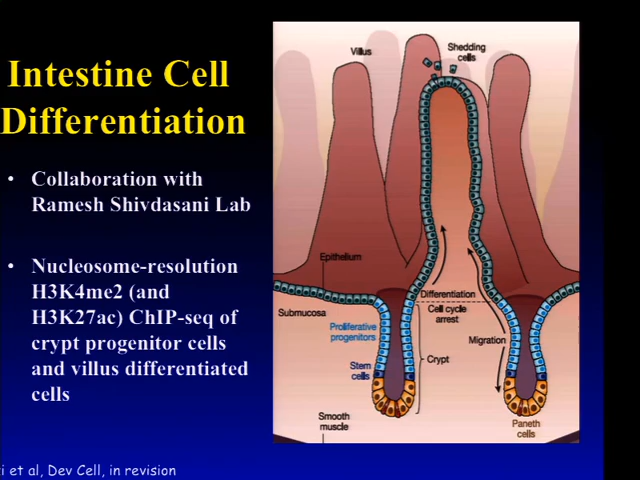 Intestine Cell
Differentiation
• Collaboration with
Ramesh Shivdasani Lab
• Nucleosome-resolution
H3K4me2 (and
H3K27ac) ChIP-seq of
crypt progenitor cells
and villus differentiated
cells
Villus
Shedding
cells
Epithelium
Submucosa
Differentiation
Cell cycle
arrest
Proliferative
progenitors
Migration
Crypt
Stem
cells
Smooth
muscle
Paneth
cells
et al, Dev Cell, in revision